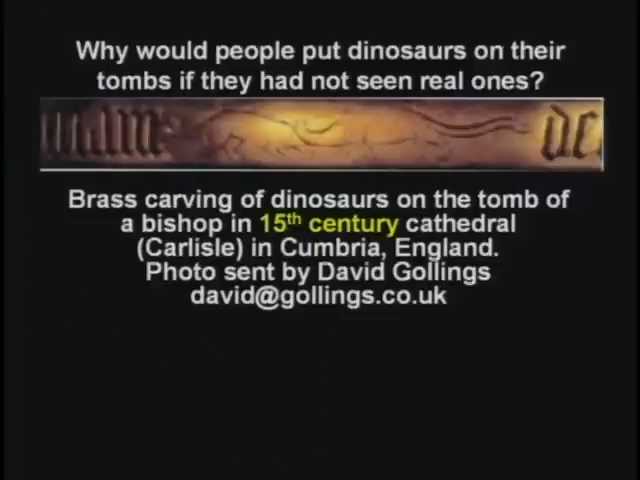 Why would people put dinosaurs on their
tombs if they had not seen real ones?
Brass carving of dinosaurs on the tomb of
a bishop in 15th century cathedral
(Carlisle) in Cumbria, England.
Photo sent by David Gollings
david@gollings.co.uk